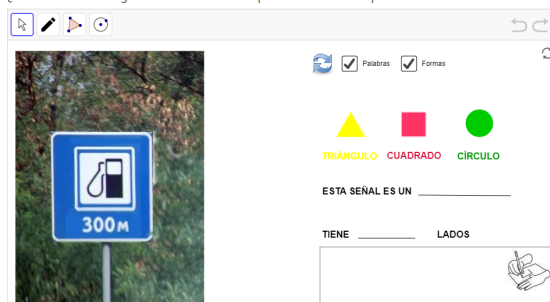 Palabras Formas
TRIÁNGULO CUADRADO CÍRCULO
ESTA SEÑAL ES UN
TIENE LADOS
300M